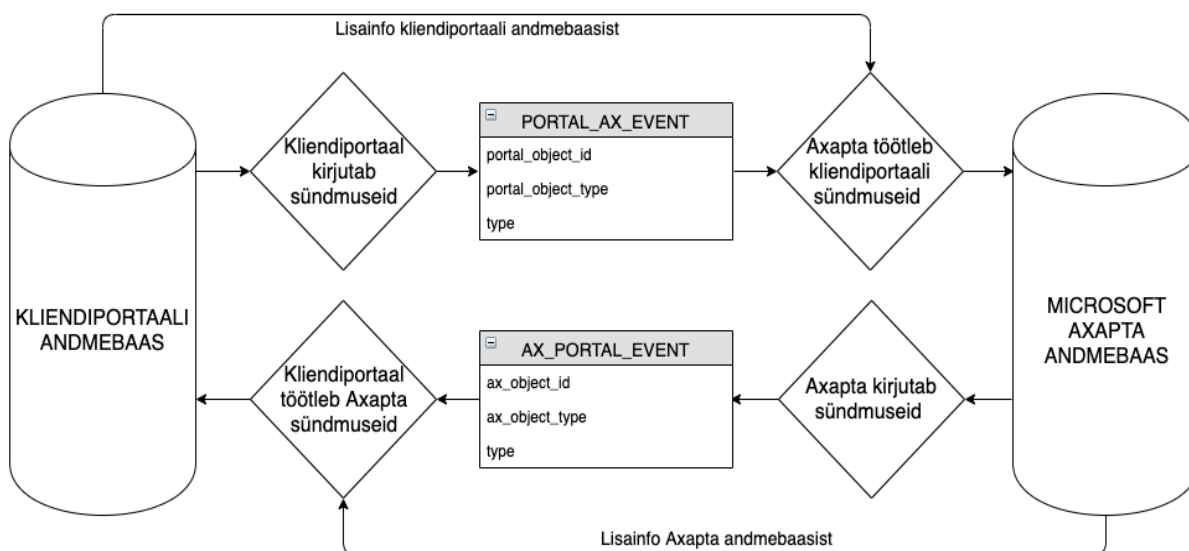 Lisainfo kliendiportaali andmebaasist
Kliendiportaal
kirjutab
sündmuseid
PORTAL_AX_EVENT
portal_object_id
portal_object_type
type
Axapta töötleb
kliendiportaali
sündmuseid
KLIENDIPORTAALI
ANDMEBAAS
MICROSOFT
AXAPTA
ANDMEBAAS
Kliendiportaal
töötleb Axapta
sündmuseid
AX_PORTAL_EVENT
ax_object_id
ax_object_type
type
Axapta kirjutab
sündmuseid
Lisainfo Axapta andmebaasist